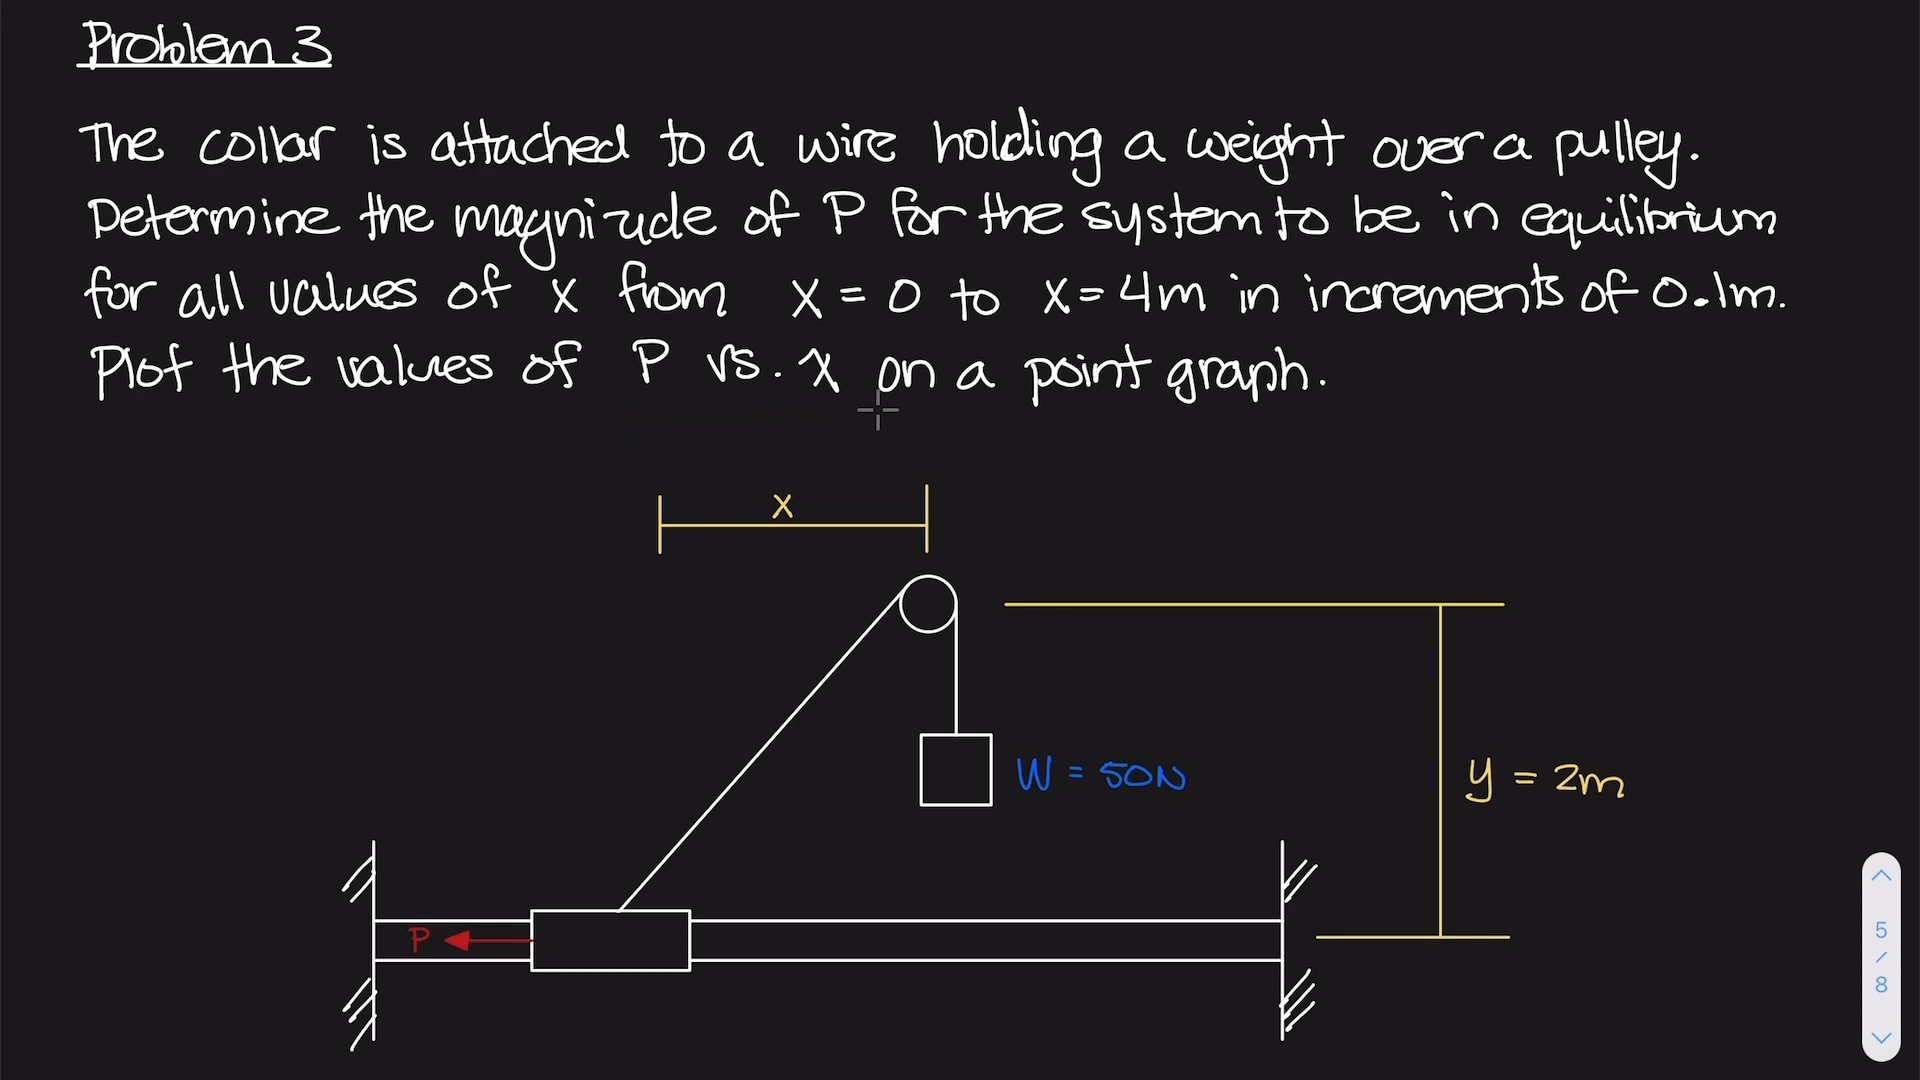 Problem 3
The collar is attached to a wire holding a weight over a pulley.
Determine the magnitude of P for the system to be in equilibrium
for all values of x from x = 0 to x = 4m in increments of 0.1m.
Plot the values of P vs. x on a point graph.
x
W = 50N
y = 2m
P
5
/
8